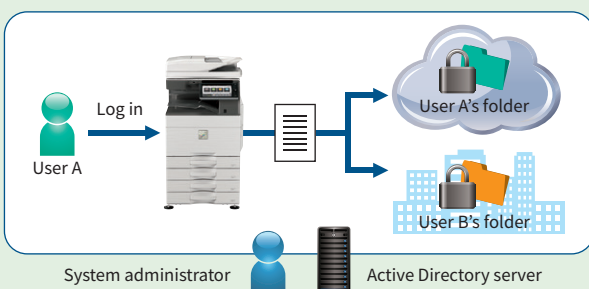 Log in
User A
User A's folder
User B's folder
System administrator
Active Directory server